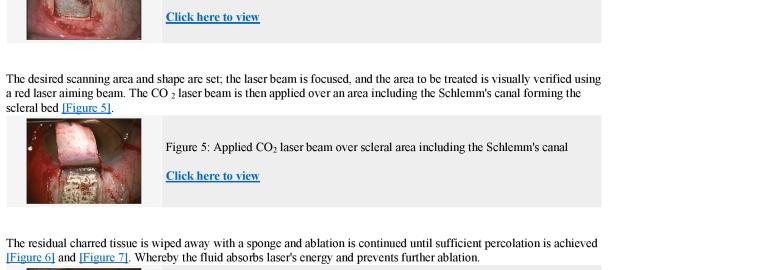 Click here to view
The desired scanning area and shape are set; the laser beam is focused, and the area to be treated is visually verified using
a red laser aiming beam. The CO 2 laser beam is then applied over an area including the Schlemm's canal forming the
scleral bed [Figure 5].
Figure 5: Applied CO2 laser beam over scleral area including the Schlemm's canal
Click here to view
The residual charred tissue is wiped away with a sponge and ablation is continued until sufficient percolation is achieved
[Figure 6] and [Figure 7]. Whereby the fluid absorbs laser's energy and prevents further ablation.